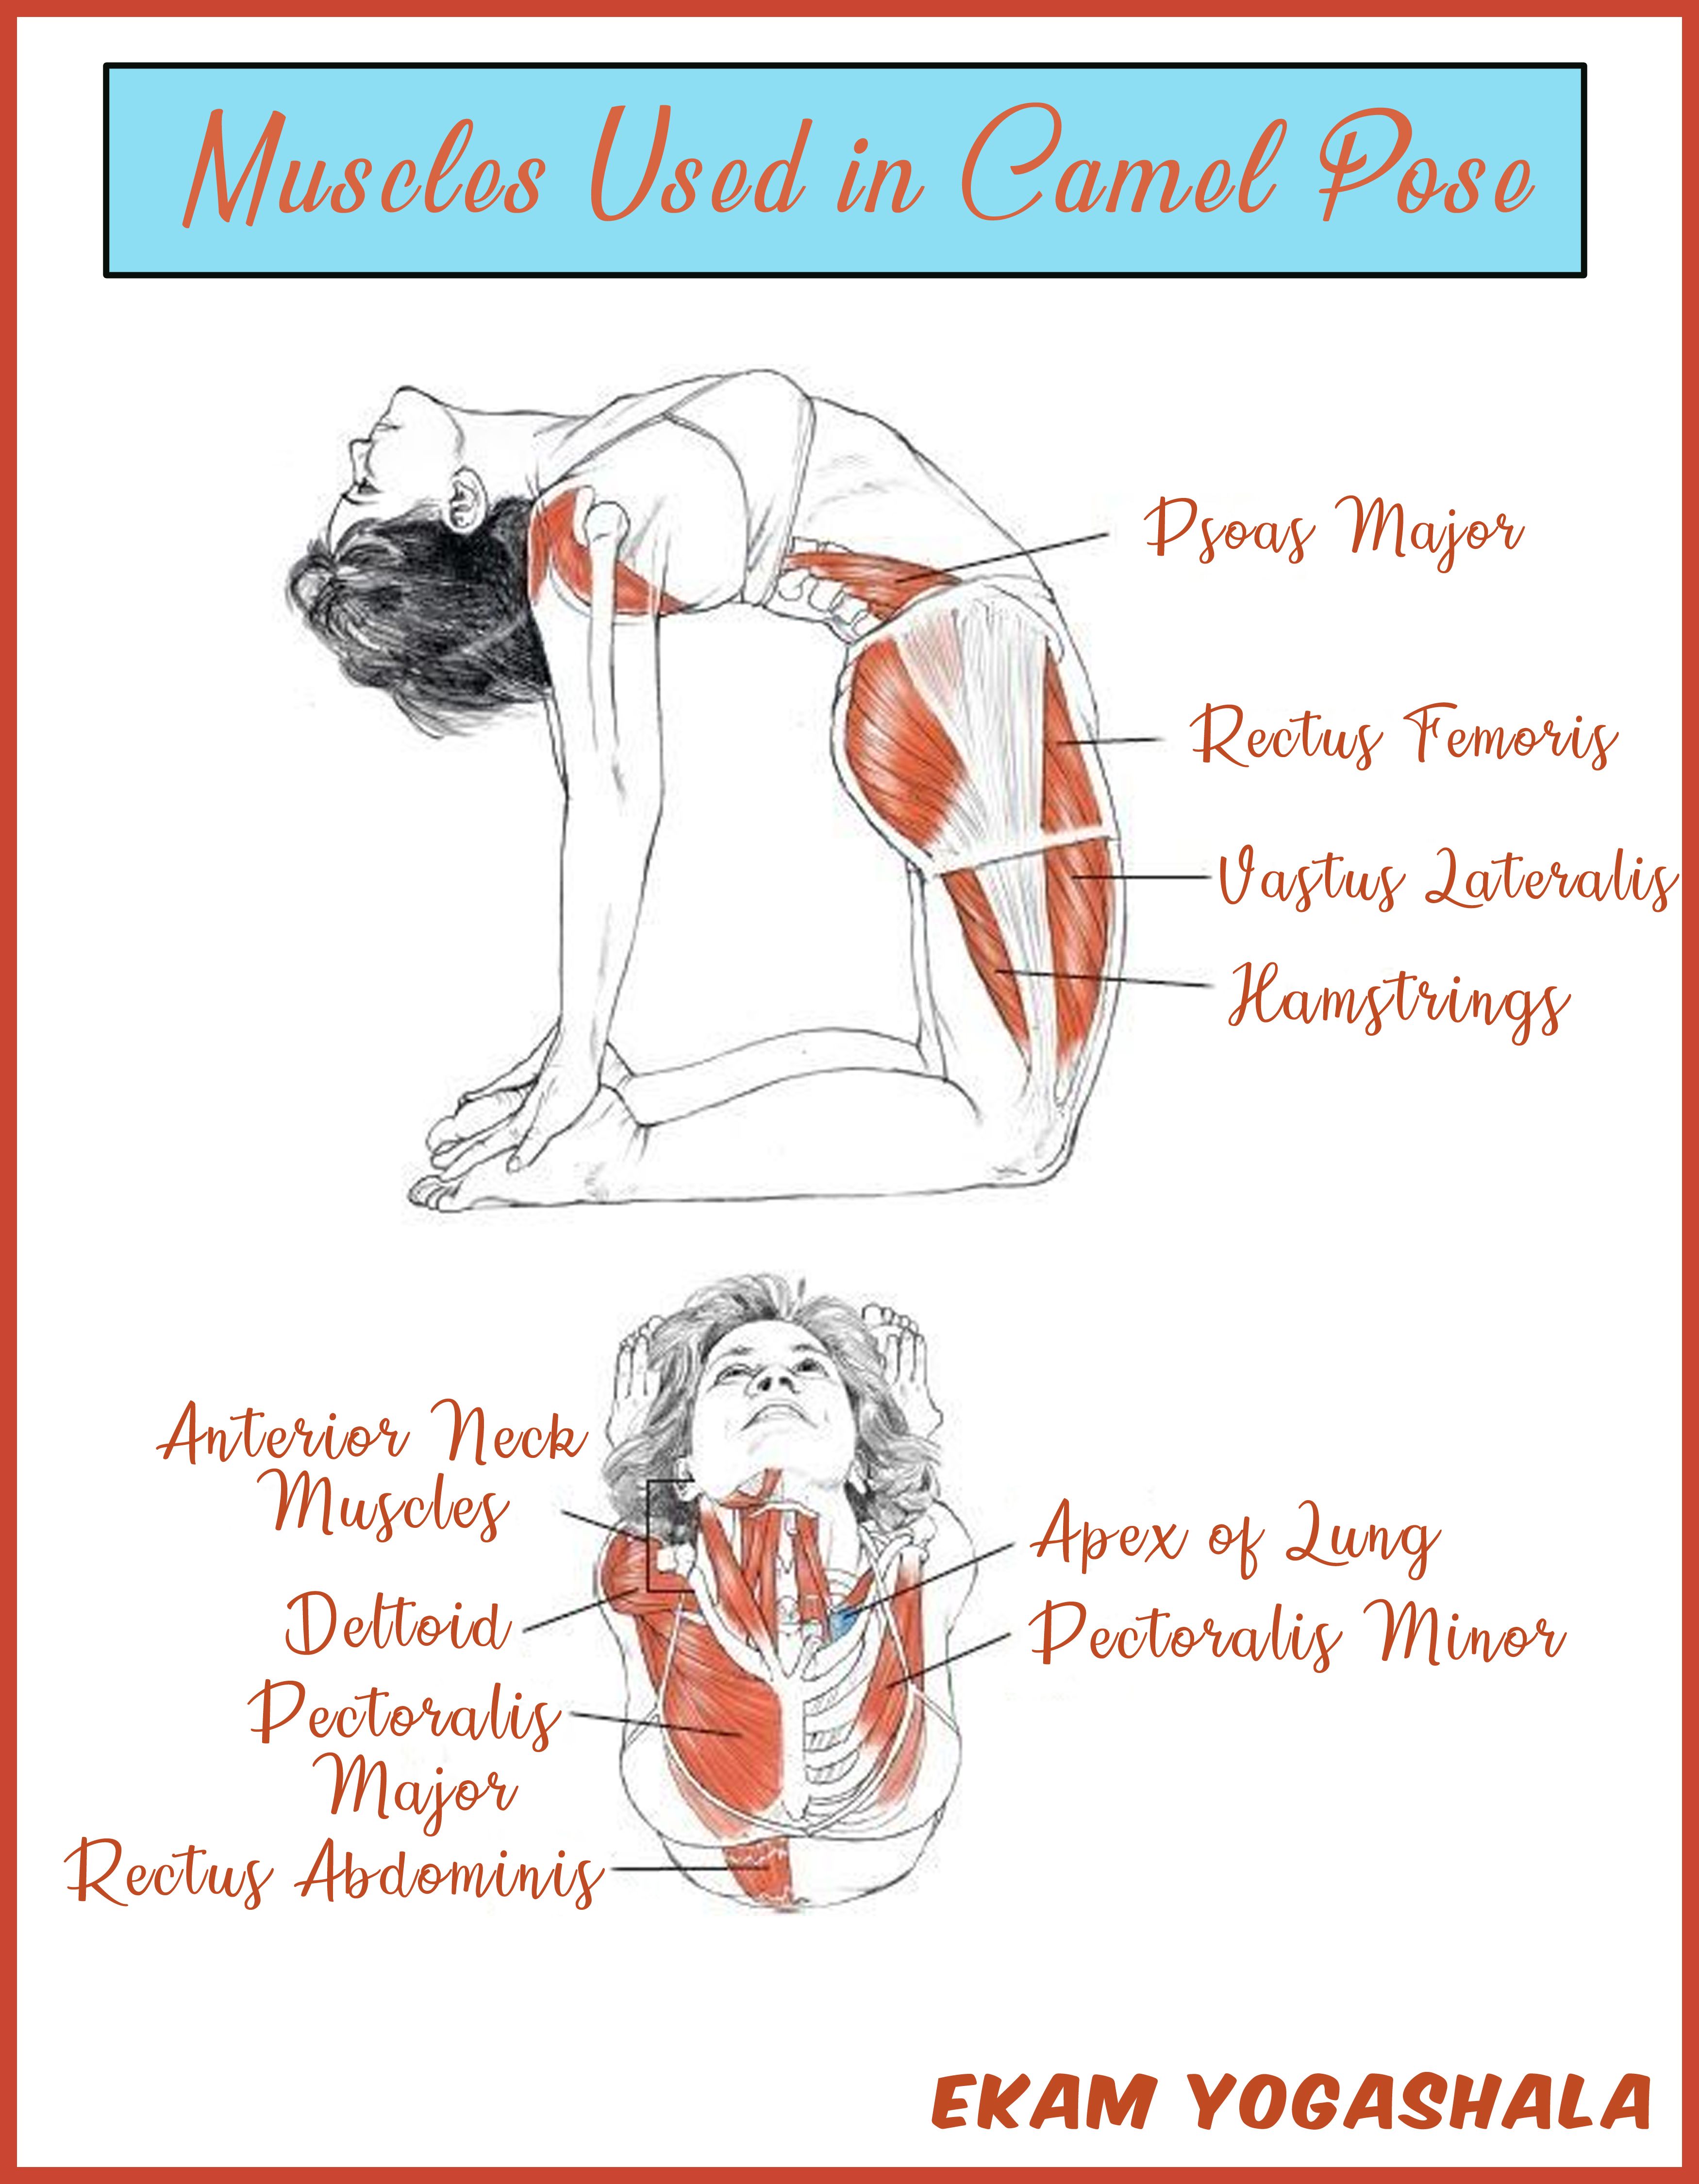 Muscles Used in Camel Pose
Psoas Major
Rectus Femoris
Vastus Lateralis
Hamstrings
Anterior Neck
Muscles
Deltoid
Pectoralis
Major
Rectus Abdominis
Apex of Lung
Pectoralis Minor
EKAM YOGASHALA